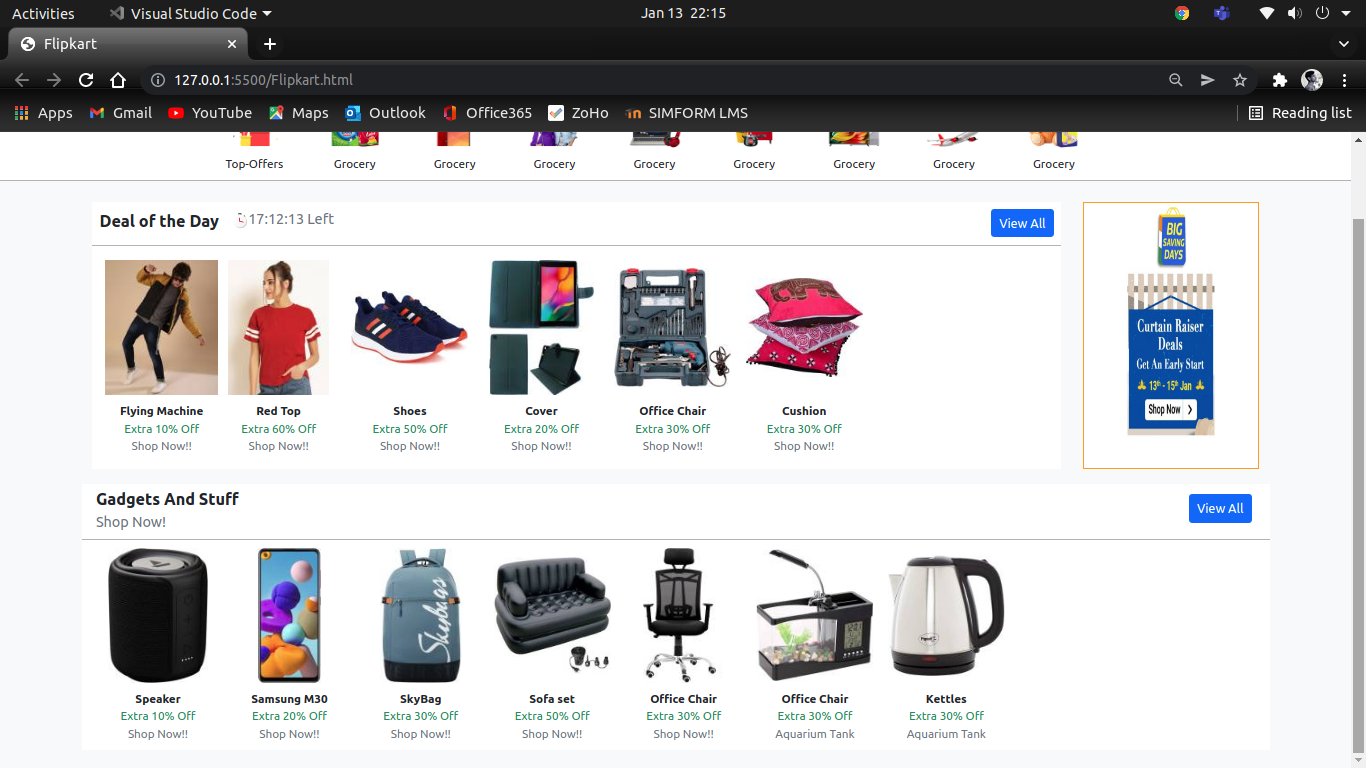 Activities Visual Studio Code Jan 13 22:15
Flipkart
127.0.0.1:5500/Flipkart.html
Apps Gmail YouTube Maps Outlook Office365 ZoHo SIMFORM LMS Reading list
Top-Offers Grocery Grocery Grocery Grocery Grocery Grocery Grocery Grocery
Deal of the Day 17:12:13 Left View All
Flying Machine Red Top Shoes Cover Office Chair Cushion
Extra 10% Off Extra 60% Off Extra 50% Off Extra 20% Off Extra 30% Off Extra 30% Off
Shop Now!! Shop Now!! Shop Now!! Shop Now!! Shop Now!! Shop Now!!
BIG
SAVING
DAYS
Curtain Raiser
Deals
Get An Early Start
13th - 15th Jan
Shop Now
Gadgets And Stuff View All
Shop Now!
Skybags
Speaker Samsung M30 SkyBag Sofa set Office Chair Office Chair Kettles
Extra 10% Off Extra 20% Off Extra 30% Off Extra 50% Off Extra 30% Off Extra 30% Off Extra 30% Off
Shop Now!! Shop Now!! Shop Now!! Shop Now!! Shop Now!! Aquarium Tank Aquarium Tank